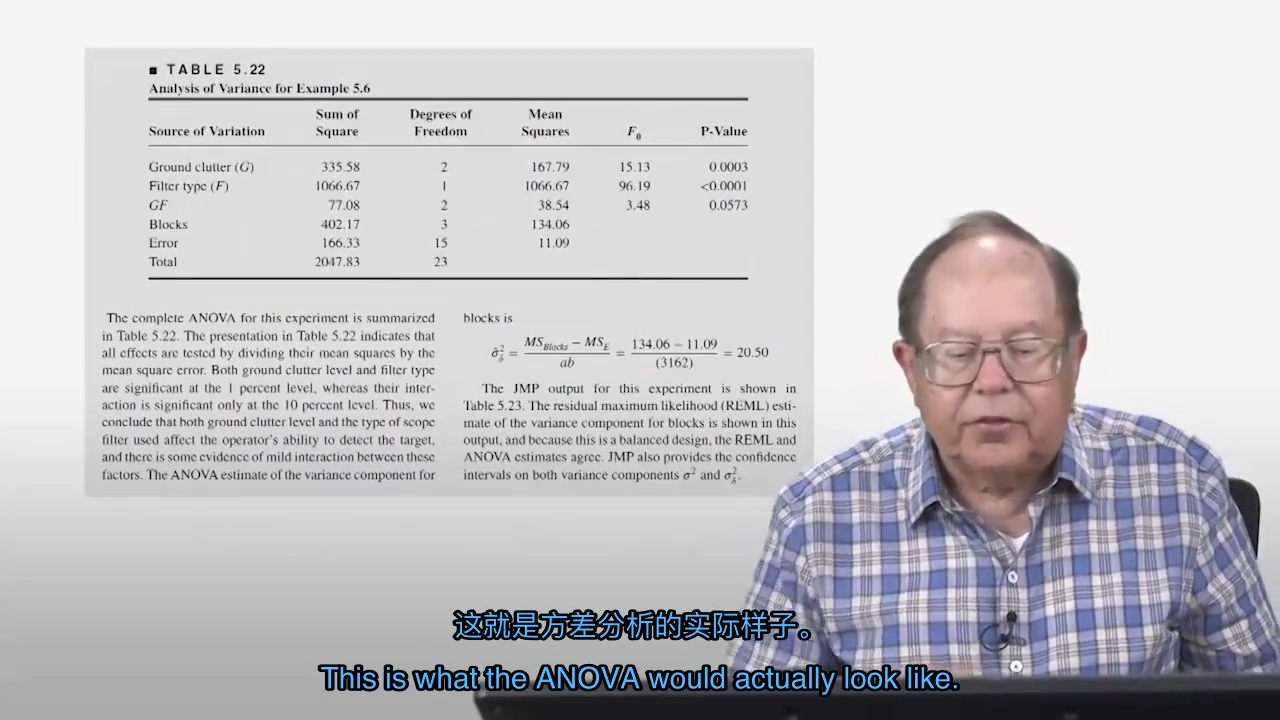 ■ TABLE 5.22
Analysis of Variance for Example 5.6
Source of Variation Sum of Square Degrees of Freedom Mean Squares F₀ P-Value
Ground clutter (G) 335.58 2 167.79 15.13 0.0003
Filter type (F) 1066.67 1 1066.67 96.19 <0.0001
GF 77.08 2 38.54 3.48 0.0573
Blocks 402.17 3 134.06
Error 166.33 15 11.09
Total 2047.83 23
The complete ANOVA for this experiment is summarized
in Table 5.22. The presentation in Table 5.22 indicates that
all effects are tested by dividing their mean squares by the
mean square error. Both ground clutter level and filter type
are significant at the 1 percent level, whereas their inter-
action is significant only at the 10 percent level. Thus, we
conclude that both ground clutter level and the type of scope
filter used affect the operator's ability to detect the target,
and there is some evidence of mild interaction between these
factors. The ANOVA estimate of the variance component for
blocks is
σ̂²_δ = (MS_Blocks − MS_E) / ab = (134.06 − 11.09) / (3162) = 20.50
The JMP output for this experiment is shown in
Table 5.23. The residual maximum likelihood (REML) esti-
mate of the variance component for blocks is shown in this
output, and because this is a balanced design, the REML and
ANOVA estimates agree. JMP also provides the confidence
intervals on both variance components σ² and σ²_δ.
这就是方差分析的实际样子。
This is what the ANOVA would actually look like.